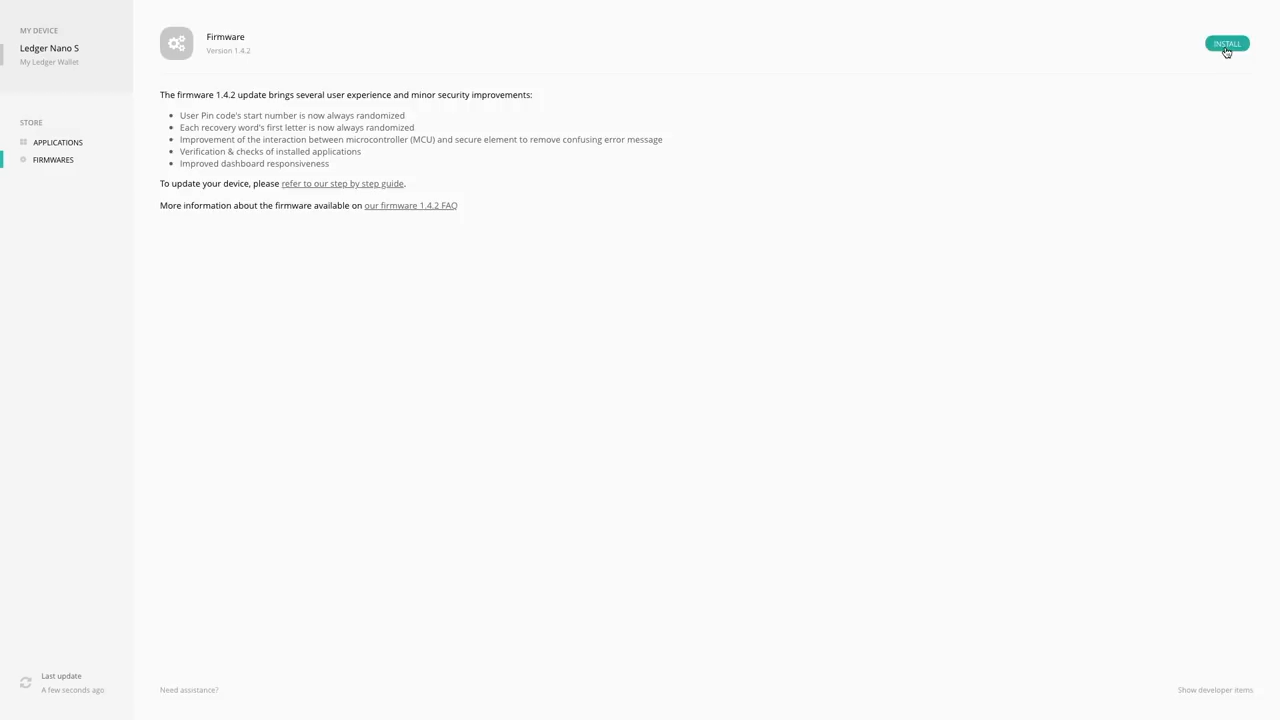 MY DEVICE
Ledger Nano S
My Ledger Wallet
STORE
APPLICATIONS
FIRMWARES
Last update
A few seconds ago
Firmware
Version 1.4.2
INSTALL
The firmware 1.4.2 update brings several user experience and minor security improvements:
• User Pin code's start number is now always randomized
• Each recovery word's first letter is now always randomized
• Improvement of the interaction between microcontroller (MCU) and secure element to remove confusing error message
• Verification & checks of installed applications
• Improved dashboard responsiveness
To update your device, please refer to our step by step guide.
More information about the firmware available on our firmware 1.4.2 FAQ
Need assistance?
Show developer items